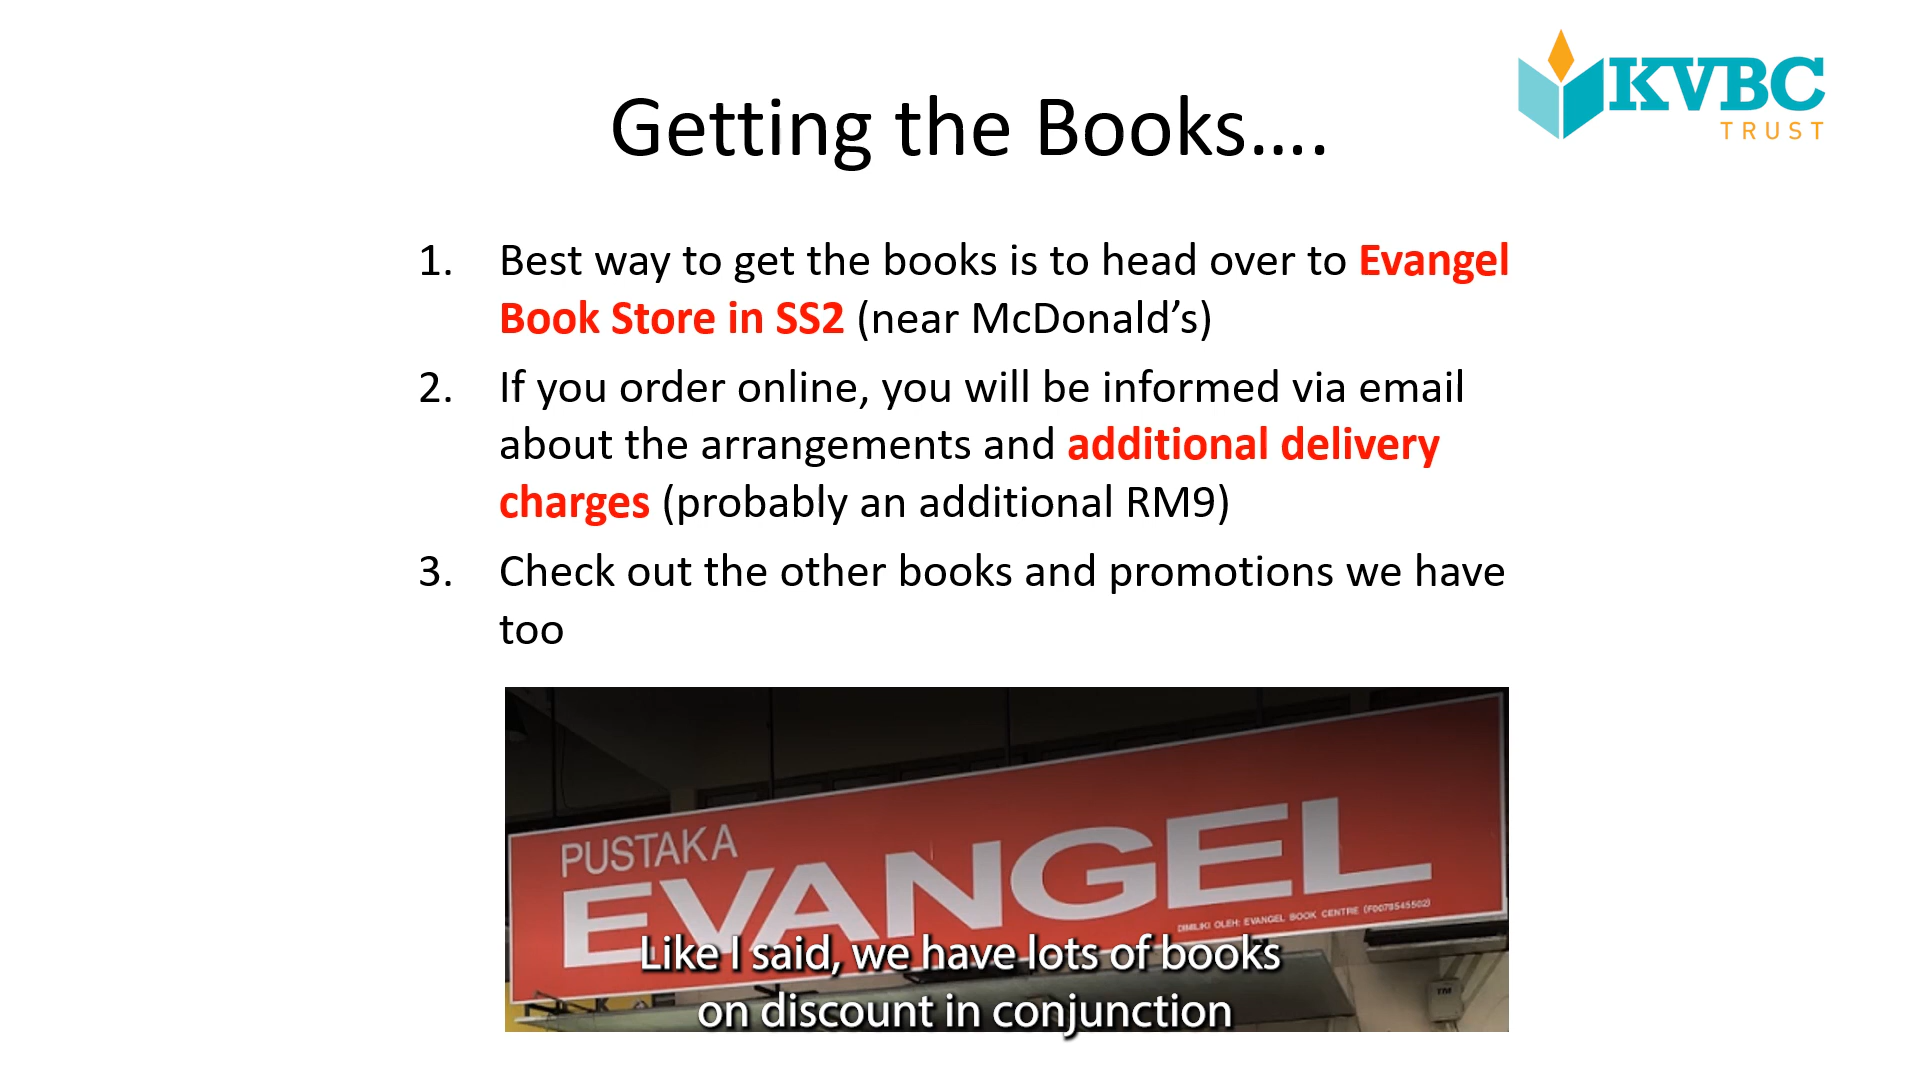 KVBC
TRUST
Getting the Books….
1. Best way to get the books is to head over to Evangel
Book Store in SS2 (near McDonald’s)
2. If you order online, you will be informed via email
about the arrangements and additional delivery
charges (probably an additional RM9)
3. Check out the other books and promotions we have
too
PUSTAKA
EVANGEL
DIMILIKI OLEH: EVANGEL BOOK CENTRE
Like I said, we have lots of books
on discount in conjunction